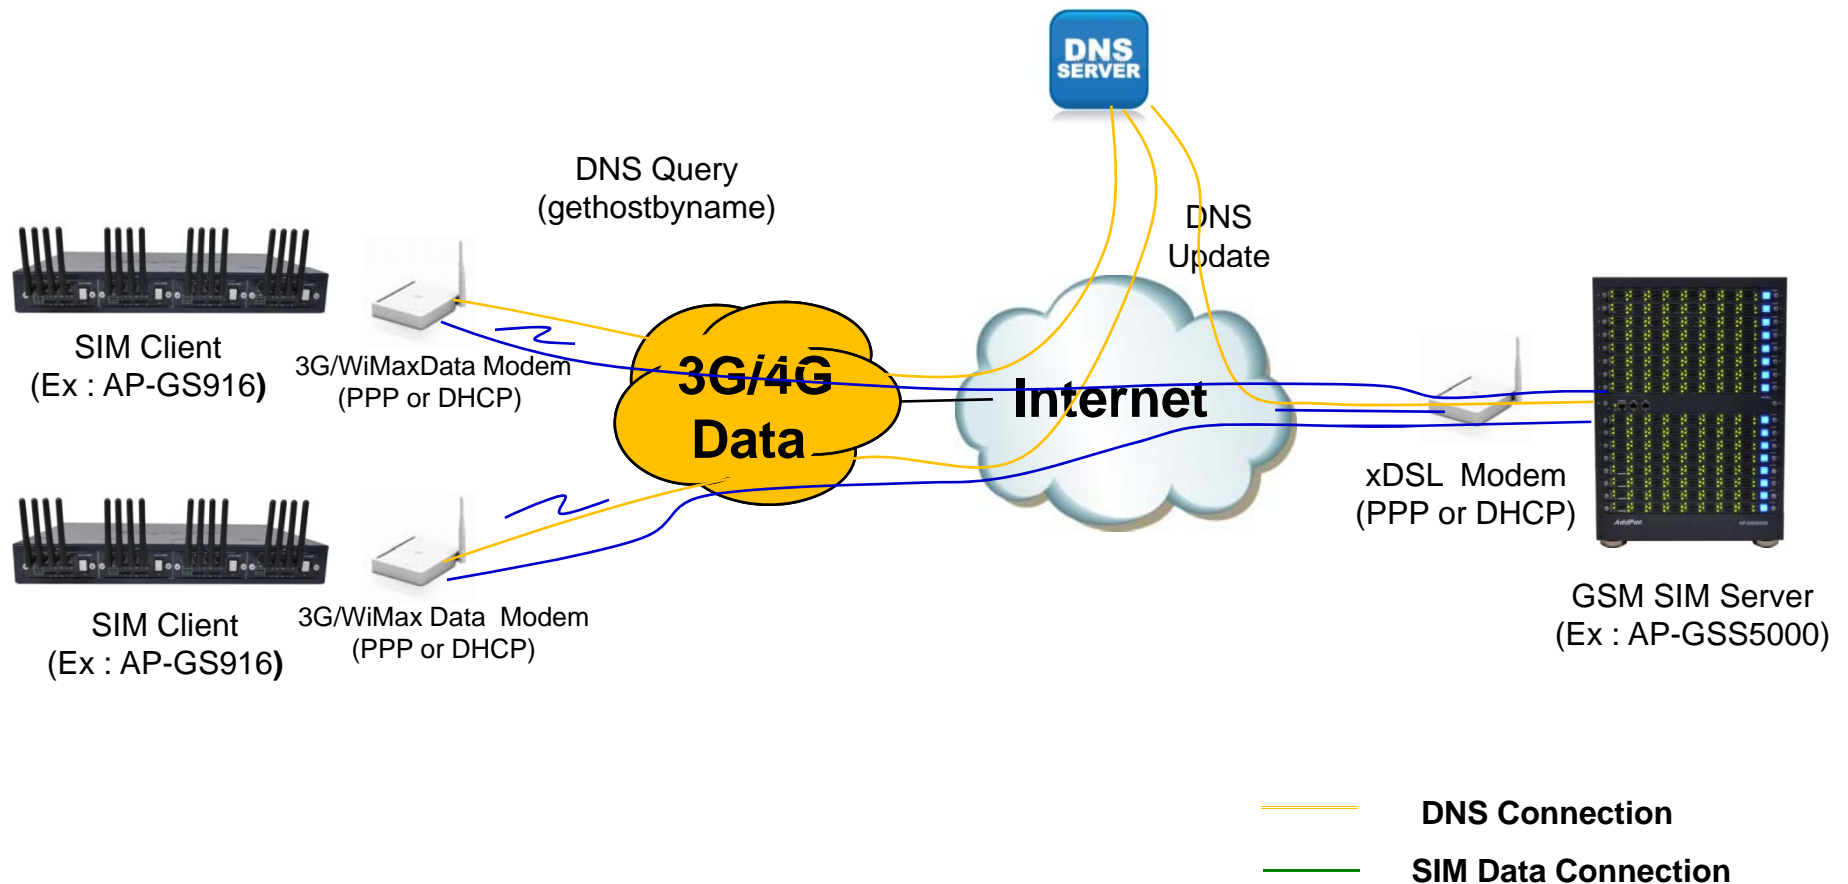 DNS
SERVER
DNS Query
(gethostbyname)
DNS
Update
SIM Client
(Ex : AP-GS916)
3G/WiMaxData Modem
(PPP or DHCP)
3G/4G
Data
Internet
xDSL  Modem
(PPP or DHCP)
AddPac
GSM SIM Server
(Ex : AP-GSS5000)
SIM Client
(Ex : AP-GS916)
3G/WiMax Data  Modem
(PPP or DHCP)
DNS Connection
SIM Data Connection